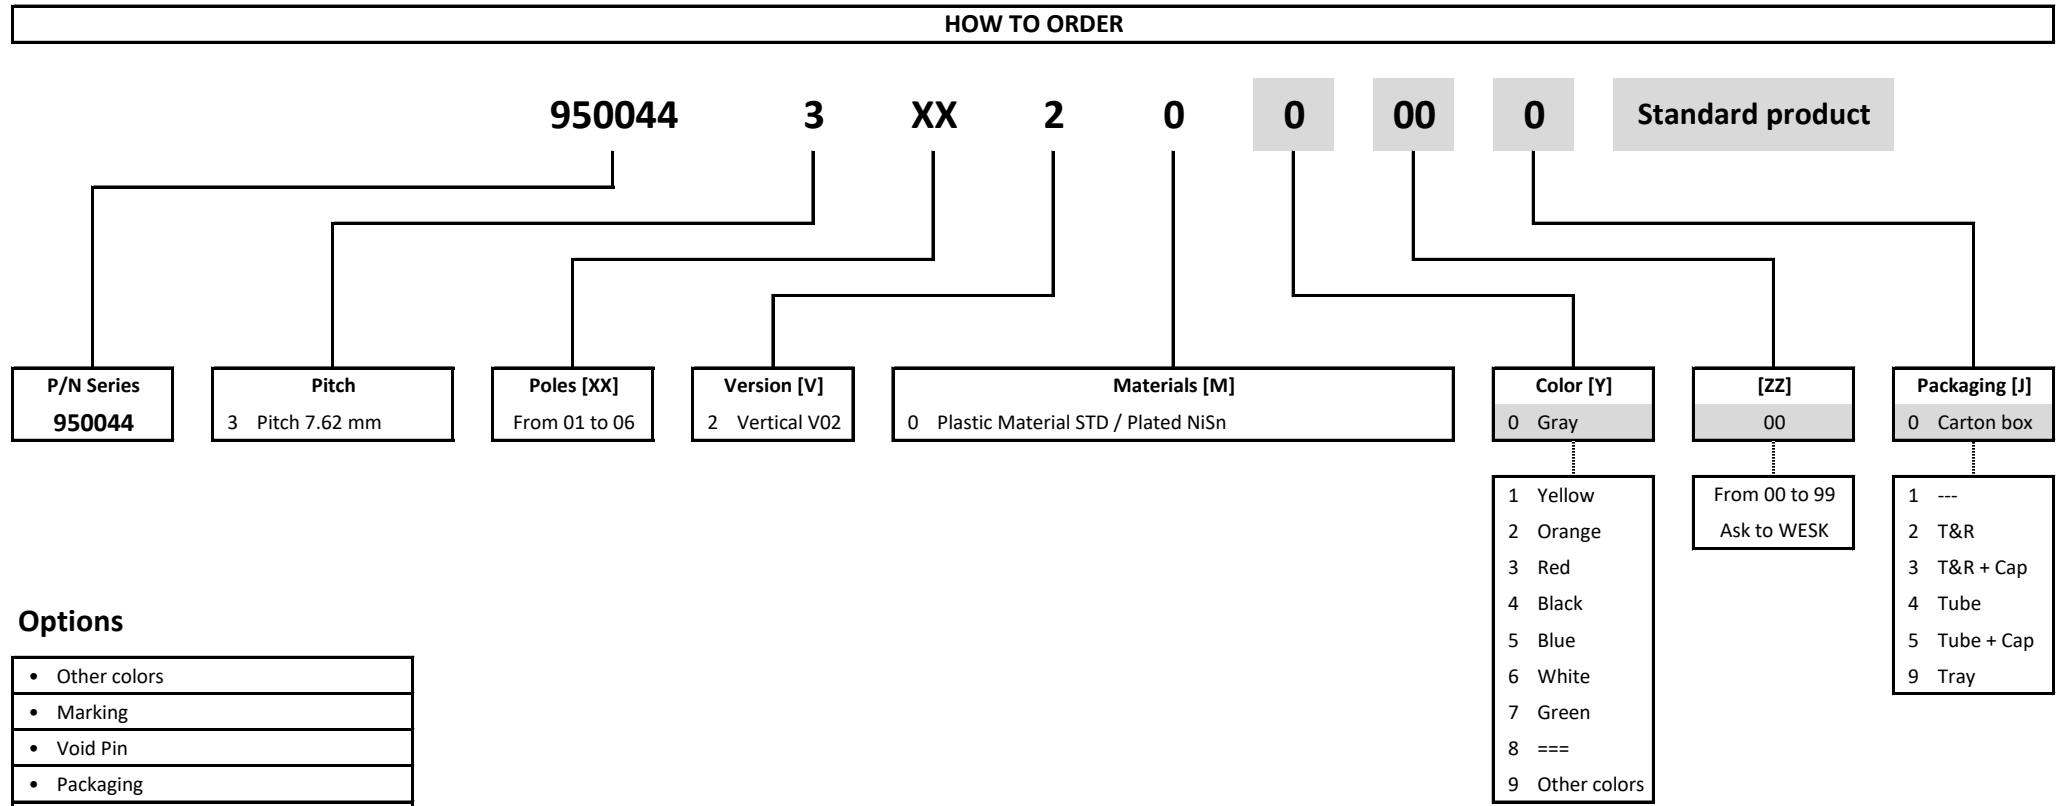 HOW TO ORDER
950044 3 XX 2 0 0 00 0 Standard product
P/N Series Pitch Poles [XX] Version [V] Materials [M] Color [Y] [ZZ] Packaging [J]
950044 3 Pitch 7.62 mm From 01 to 06 2 Vertical V02 0 Plastic Material STD / Plated NiSn 0 Gray 00 0 Carton box
1 Yellow From 00 to 99 1 ---
2 Orange Ask to WESK 2 T&R
3 Red 3 T&R + Cap
4 Black 4 Tube
Options
5 Blue 5 Tube + Cap
• Other colors 6 White 9 Tray
• Marking 7 Green
• Void Pin 8 ===
• Packaging 9 Other colors